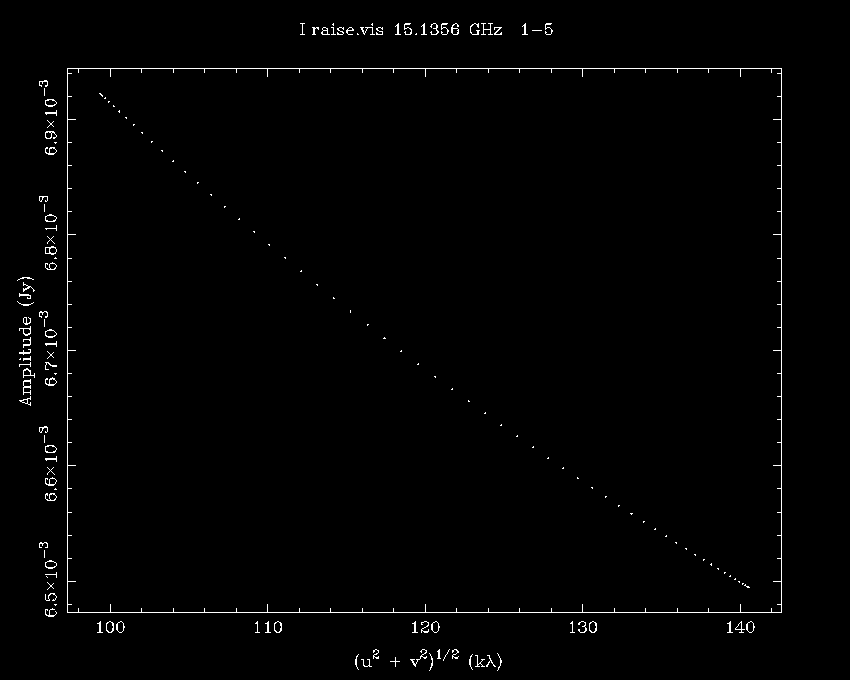 I raise.vis 15.1356 GHz 1−5
6.9×10⁻³
6.8×10⁻³
6.7×10⁻³
6.6×10⁻³
6.5×10⁻³
Amplitude (Jy)
100 110 120 130 140
(u² + v²)¹/² (kλ)